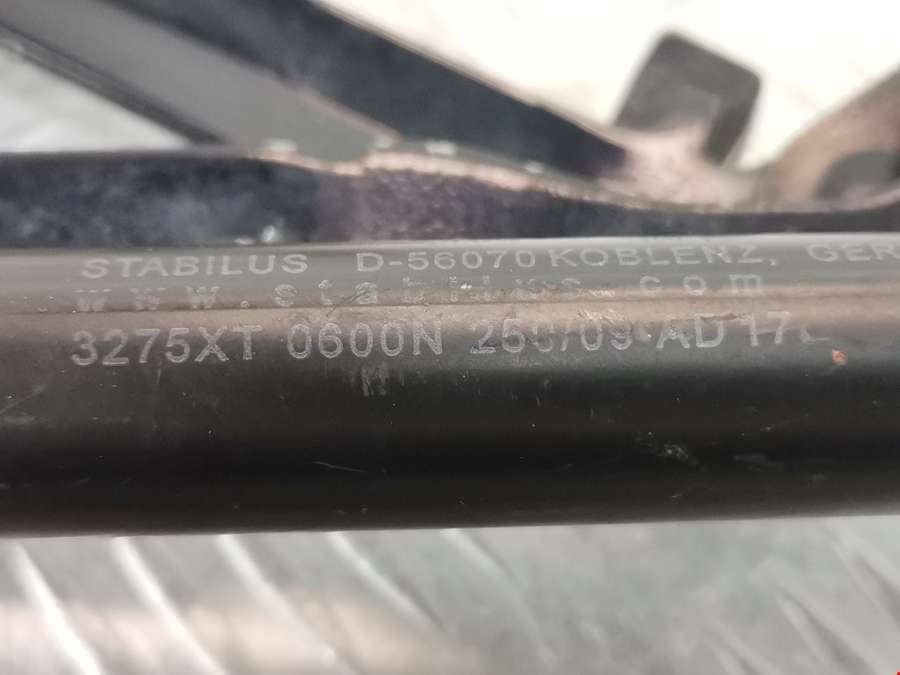 STABILUS D-56070 KOBLENZ, GER
www.stabilus.com
3275XT 0600N AD